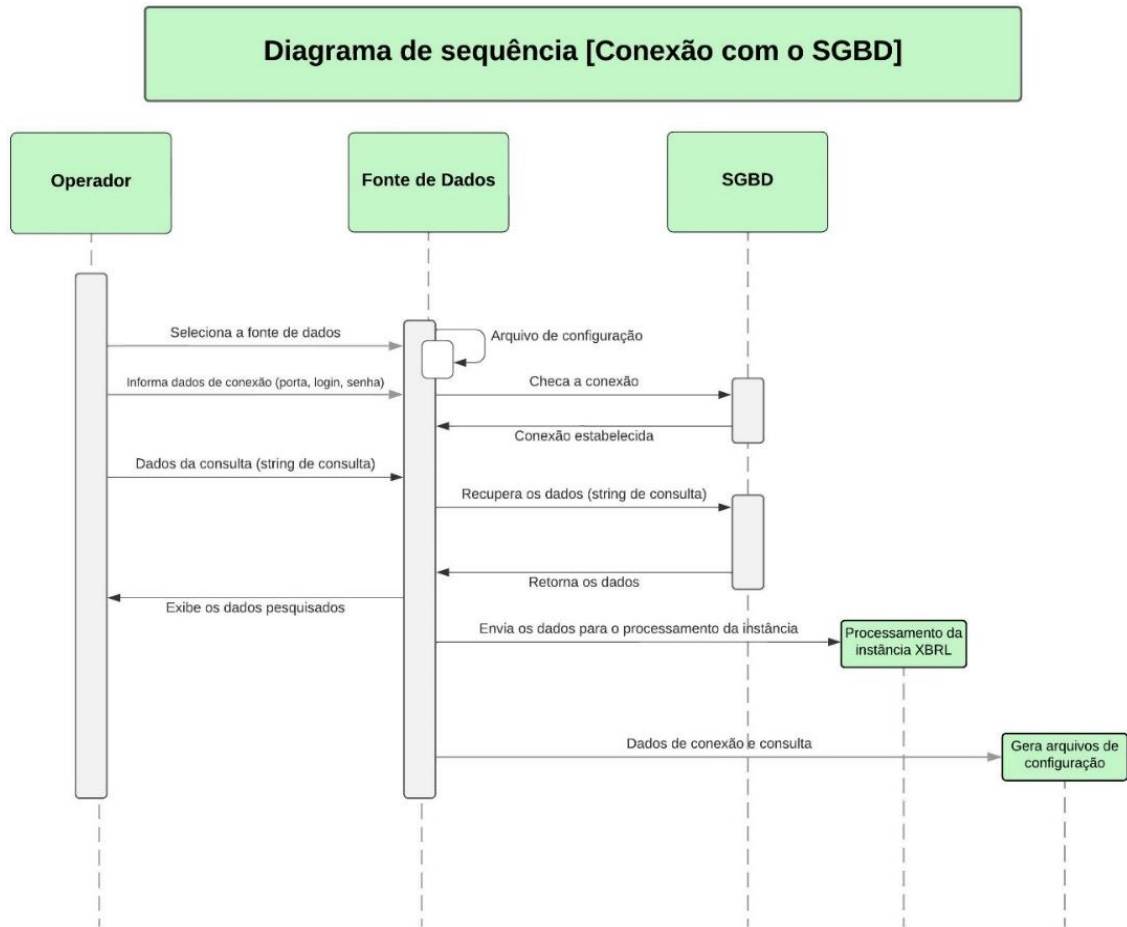 Diagrama de sequência [Conexão com o SGBD]
Operador
Fonte de Dados
SGBD
Seleciona a fonte de dados
Arquivo de configuração
Informa dados de conexão (porta, login, senha)
Checa a conexão
Conexão estabelecida
Dados da consulta (string de consulta)
Recupera os dados (string de consulta)
Retorna os dados
Exibe os dados pesquisados
Envia os dados para o processamento da instância
Processamento da
instância XBRL
Dados de conexão e consulta
Gera arquivos de
configuração